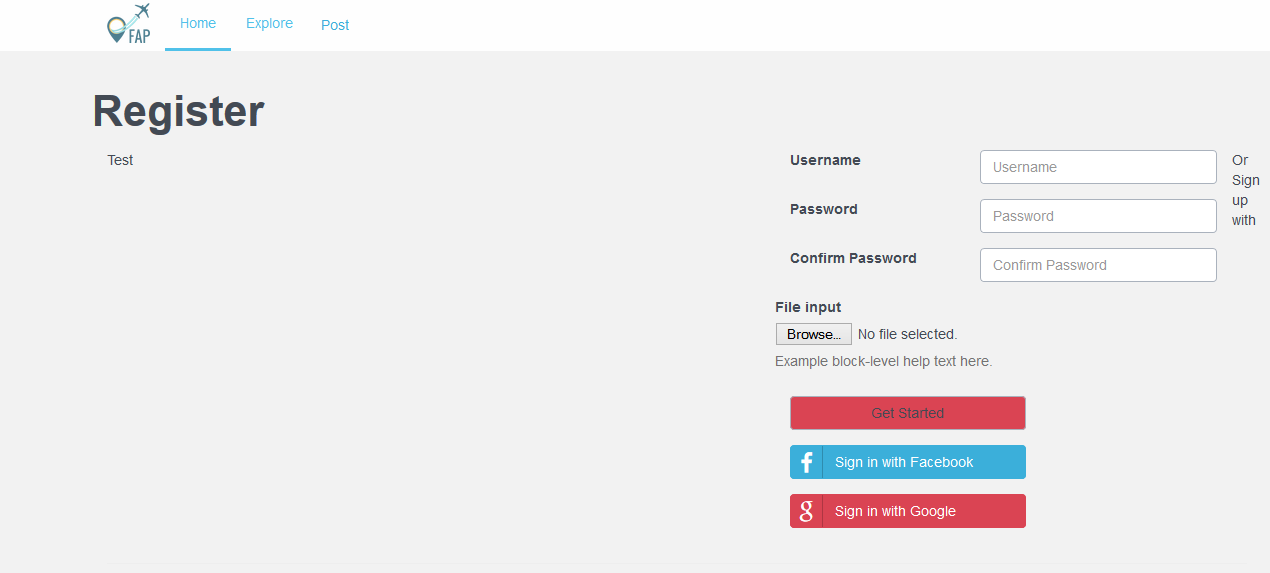 FAP
Home Explore Post
Register
Test
Username Username
Or
Sign
up
with
Password Password
Confirm Password Confirm Password
File input
Browse... No file selected.
Example block-level help text here.
Get Started
f Sign in with Facebook
g Sign in with Google